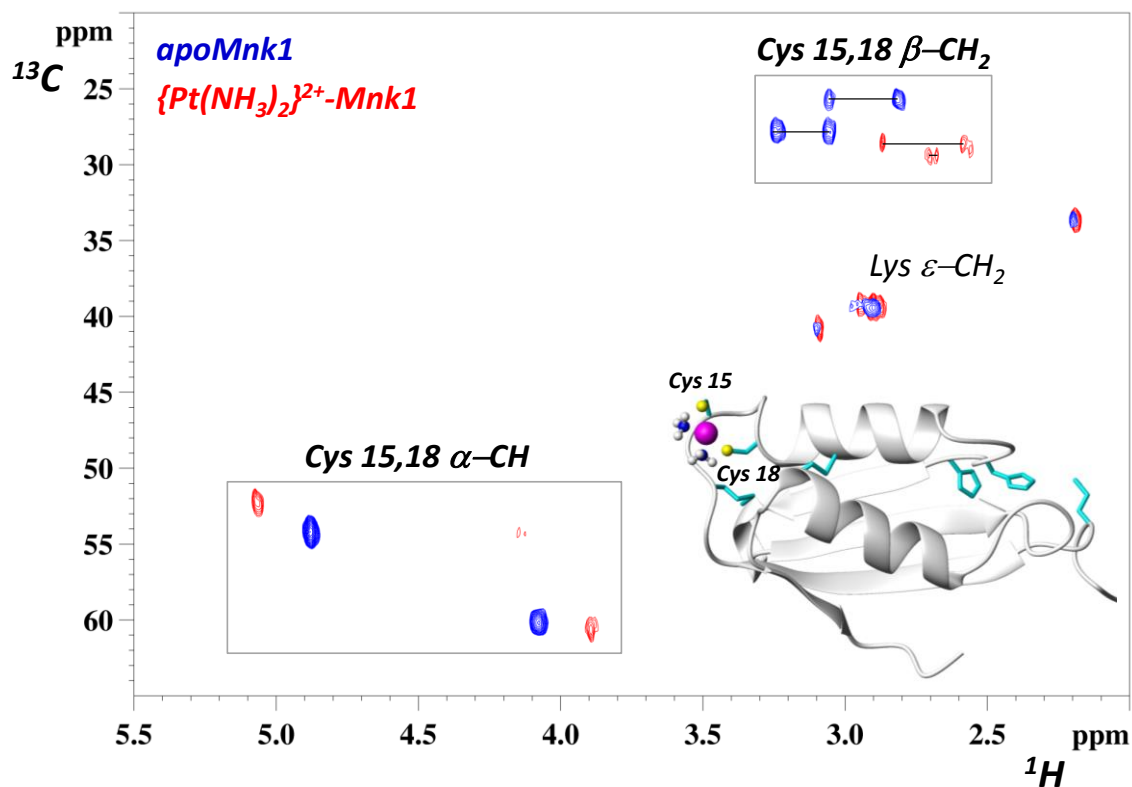 ppm
¹³C
apoMnk1
{Pt(NH₃)₂}²⁺-Mnk1
Cys 15,18 β–CH₂
25
30
35
40
45
50
55
60
Lys ε–CH₂
Cys 15
Cys 18
Cys 15,18 α–CH
5.5 5.0 4.5 4.0 3.5 3.0 2.5 ppm
¹H